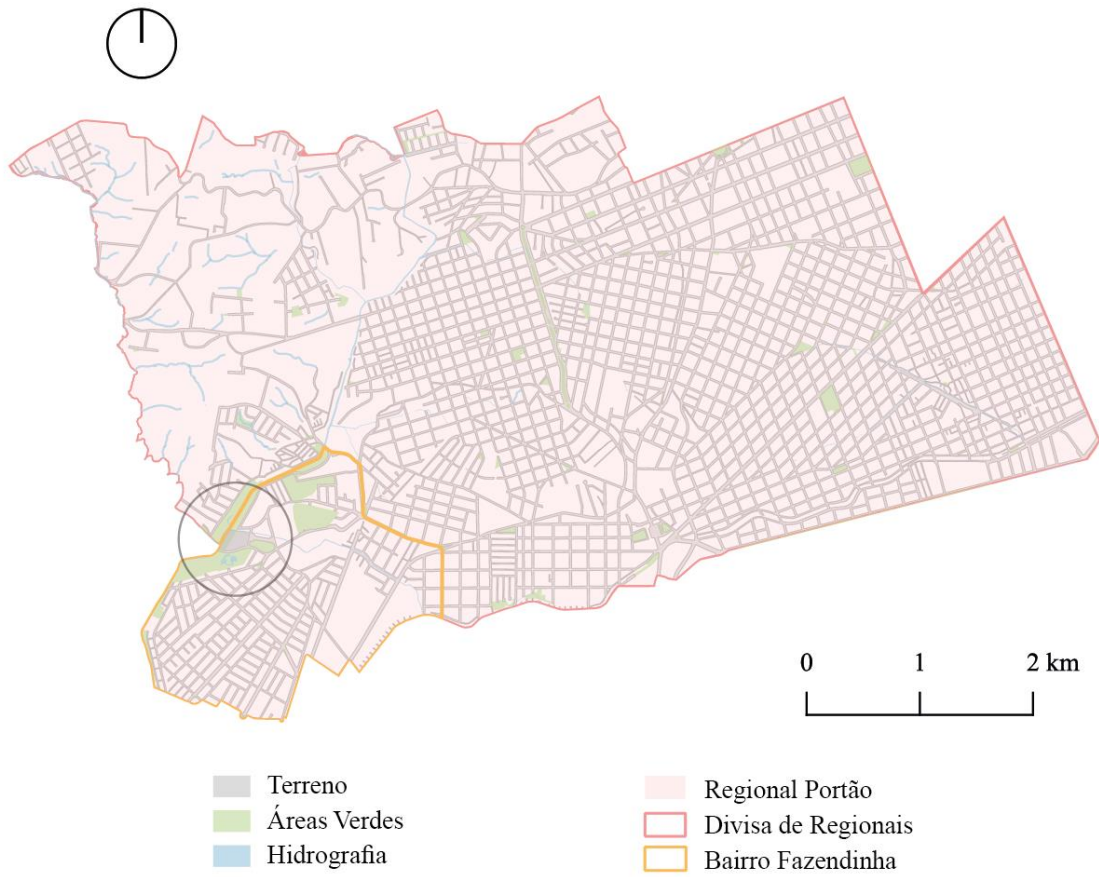 0 1 2 km
Terreno
Áreas Verdes
Hidrografia
Regional Portão
Divisa de Regionais
Bairro Fazendinha